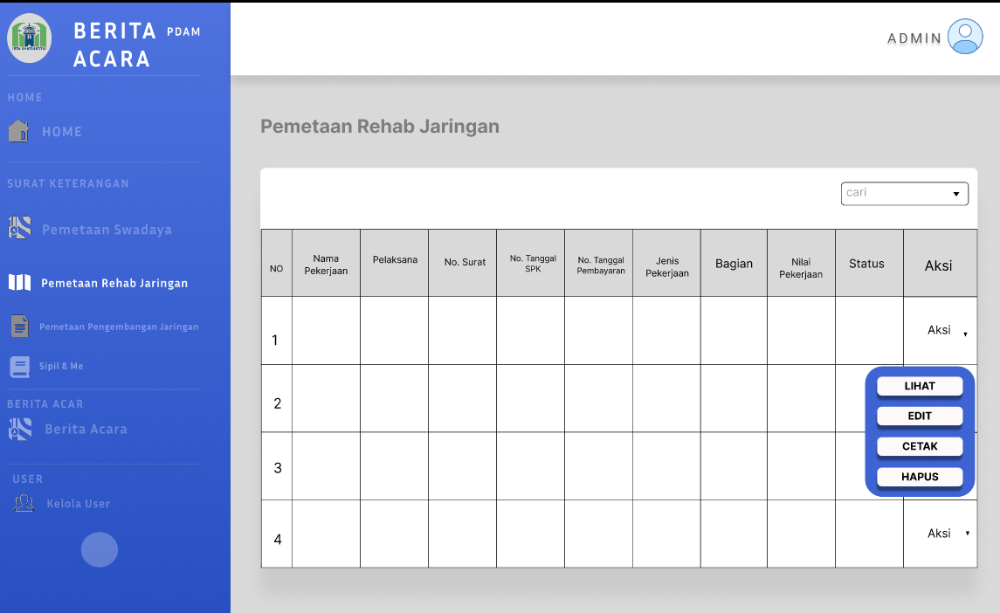 BERITA PDAM
ACARA
ADMIN
HOME
HOME
SURAT KETERANGAN
Pemetaan Swadaya
Pemetaan Rehab Jaringan
Pemetaan Pengembangan Jaringan
Sipil & Me
BERITA ACAR
Berita Acara
USER
Kelola User
Pemetaan Rehab Jaringan
cari
NO
Nama
Pekerjaan
Pelaksana
No. Surat
No. Tanggal
SPK
No. Tanggal
Pembayaran
Jenis
Pekerjaan
Bagian
Nilai
Pekerjaan
Status
Aksi
1
Aksi
2
LIHAT
EDIT
3
CETAK
HAPUS
4
Aksi